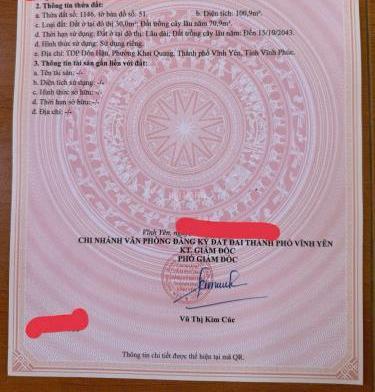 2. Thông tin thửa đất:
a. Thửa đất số: 1146, tờ bản đồ số: 51. b. Diện tích: 100,9m².
c. Loại đất: Đất ở tại đô thị 30,0m²; Đất trồng cây lâu năm 70,9m².
d. Thời hạn sử dụng: Đất ở tại đô thị: Lâu dài; Đất trồng cây lâu năm: Đến 15/10/2043.
đ. Hình thức sử dụng: Sử dụng riêng.
e. Địa chỉ: TDP Đôn Hậu, Phường Khai Quang, Thành phố Vĩnh Yên, Tỉnh Vĩnh Phúc.
3. Thông tin tài sản gắn liền với đất:
a. Tên tài sản: -/-
b. Diện tích sử dụng: -/-
c. Hình thức sở hữu: -/-
d. Thời hạn sở hữu: -/-
đ. Địa chỉ: -/-
Vĩnh Yên,
CHI NHÁNH VĂN PHÒNG ĐĂNG KÝ ĐẤT ĐAI THÀNH PHỐ VĨNH YÊN
KT. GIÁM ĐỐC
PHÓ GIÁM ĐỐC
Vũ Thị Kim Cúc
Thông tin chi tiết được thể hiện tại mã QR.